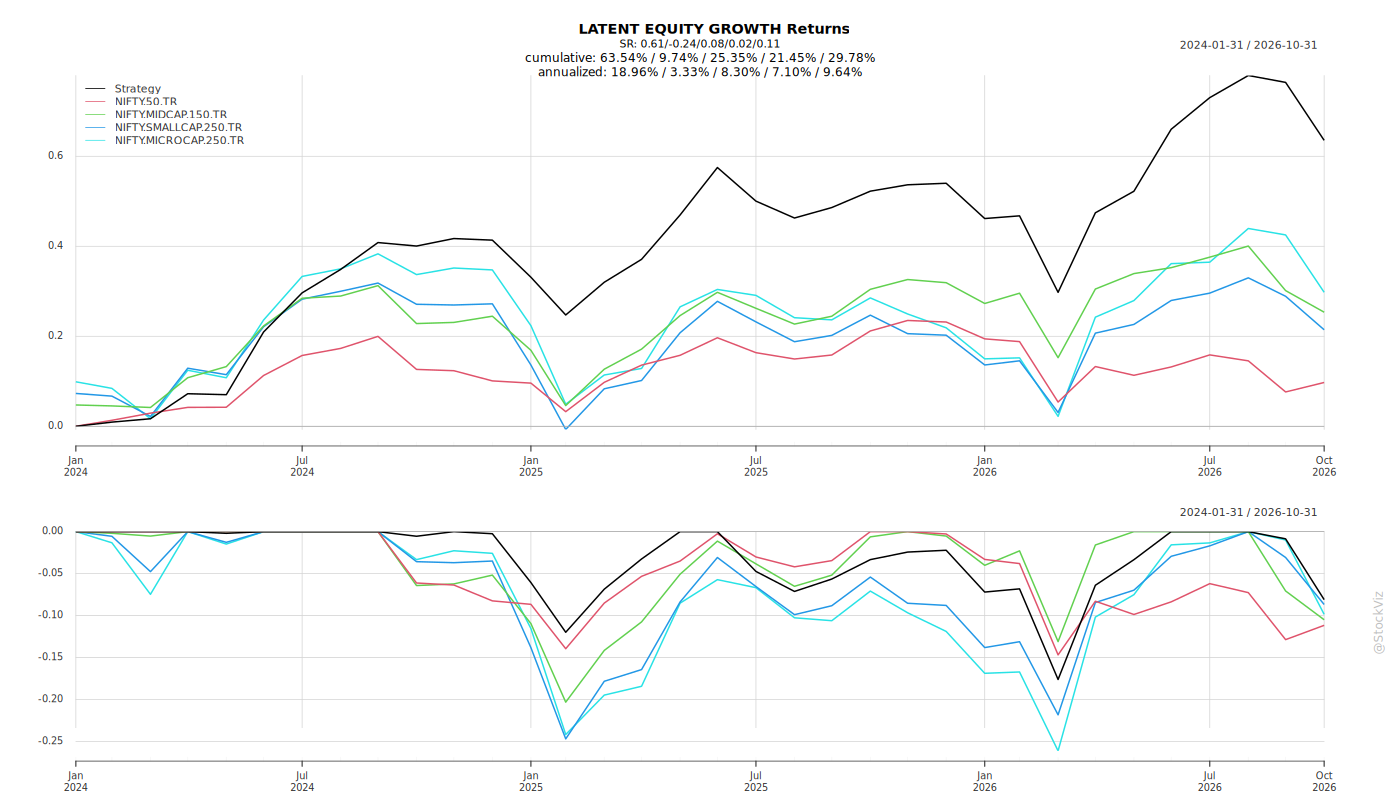 LATENT EQUITY GROWTH Returns
SR: 0.61/-0.24/0.08/0.02/0.11
cumulative: 63.54% / 9.74% / 25.35% / 21.45% / 29.78%
annualized: 18.96% / 3.33% / 8.30% / 7.10% / 9.64%
2024-01-31 / 2026-10-31
Strategy
NIFTY.50.TR
NIFTY.MIDCAP.150.TR
NIFTY.SMALLCAP.250.TR
NIFTY.MICROCAP.250.TR
0.6
0.4
0.2
0.0
Jan Jul Jan Jul Jan Jul Oct
2024 2024 2025 2025 2026 2026 2026
2024-01-31 / 2026-10-31
0.00
-0.05
-0.10
-0.15
-0.20
-0.25
Jan Jul Jan Jul Jan Jul Oct
2024 2024 2025 2025 2026 2026 2026
@StockViz